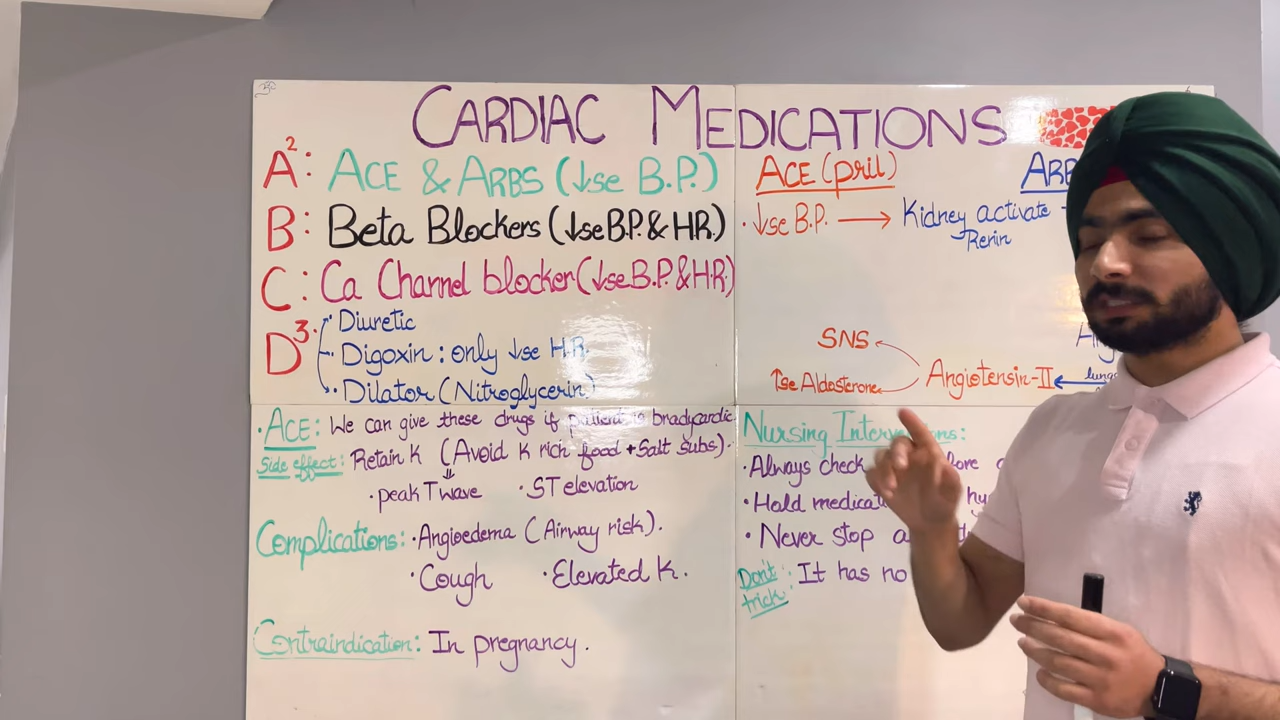 CARDIAC MEDICATIONS
A²: ACE & ARBS (↓se B.P.)
B: Beta Blockers (↓se B.P. & HR.)
C: Ca Channel blocker (↓se B.P. & H.R.)
D³ · Diuretic
· Digoxin : only ↓se H.R.
· Dilator (Nitroglycerin)
ACE (pril)
ARB
· ↓se B.P. → Kidney activate
Renin
SNS
↑se Aldosterone
Angiotensin-II
lungs
· ACE: We can give these drugs if patient is bradycardic
Side effect: Retain K (Avoid K rich food + Salt subs).
· peak T wave · ST elevation
Complications: · Angioedema (Airway risk).
· Cough · Elevated K.
Contraindication: In pregnancy.
Nursing Interv ns:
· Always check
· Hold medica hy
· Never stop a
Don't trick: It has no